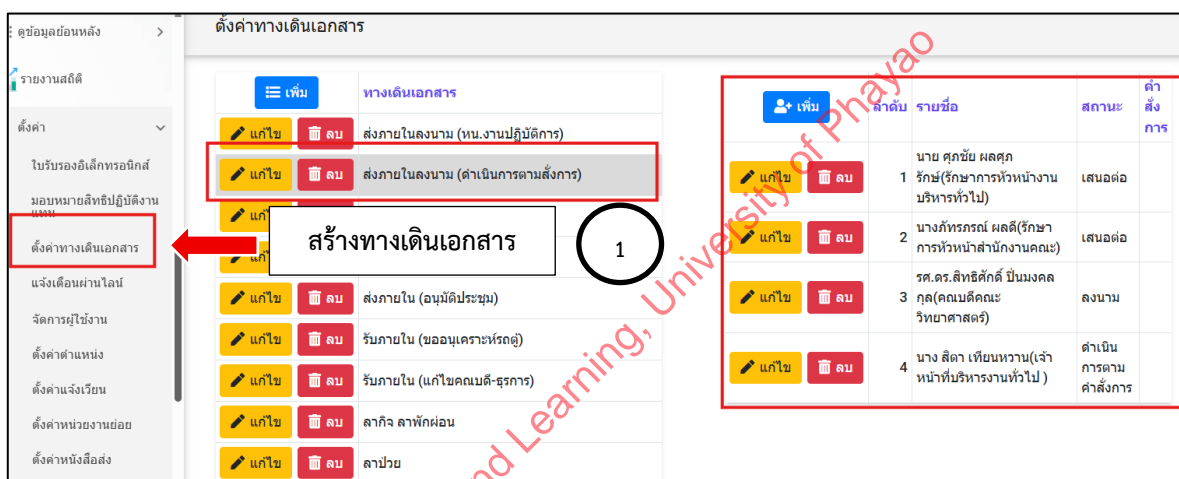 ดูข้อมูลย้อนหลัง
รายงานสถิติ
ตั้งค่า
ใบรับรองอิเล็กทรอนิกส์
มอบหมายสิทธิปฏิบัติงาน
แทน
ตั้งค่าทางเดินเอกสาร
แจ้งเตือนผ่านไลน์
จัดการผู้ใช้งาน
ตั้งค่าตำแหน่ง
ตั้งค่าแจ้งเวียน
ตั้งค่าหน่วยงานย่อย
ตั้งค่าหนังสือส่ง
ตั้งค่าทางเดินเอกสาร
เพิ่ม ทางเดินเอกสาร
แก้ไข ลบ ส่งภายในลงนาม (หน.งานปฏิบัติการ)
แก้ไข ลบ ส่งภายในลงนาม (ดำเนินการตามสั่งการ)
สร้างทางเดินเอกสาร
1
แก้ไข ลบ ส่งภายใน (อนุมัติประชุม)
แก้ไข ลบ รับภายใน (ขออนุเคราะห์รถตู้)
แก้ไข ลบ รับภายใน (แก้ไขคณบดี-ธุรการ)
แก้ไข ลบ ลากิจ ลาพักผ่อน
แก้ไข ลบ ลาป่วย
เพิ่ม ลำดับ รายชื่อ สถานะ คำ
สั่ง
การ
นาย ศุภชัย ผลศุภ
แก้ไข ลบ 1 รักษ์(รักษาการหัวหน้างาน เสนอต่อ
บริหารทั่วไป)
แก้ไข ลบ 2 นางภัทรภรณ์ ผลดี(รักษา เสนอต่อ
การหัวหน้าสำนักงานคณะ)
รศ.ดร.สิทธิศักดิ์ ปิ่นมงคล
แก้ไข ลบ 3 กุล(คณบดีคณะ ลงนาม
วิทยาศาสตร์)
แก้ไข ลบ 4 นาง สิตา เทียนหวาน(เจ้า
หน้าที่บริหารงานทั่วไป )
ดำเนิน
การตาม
คำสั่งการ
nd Learning, University of Phayao